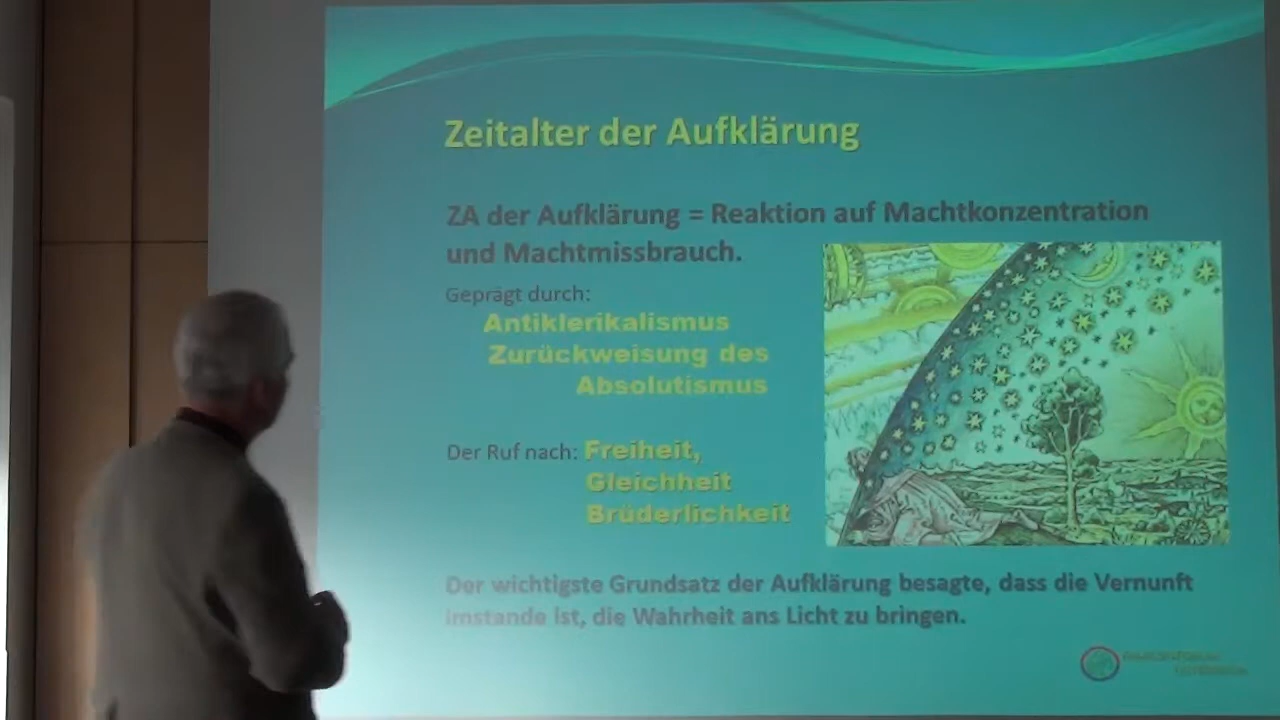 Zeitalter der Aufklärung
ZA der Aufklärung = Reaktion auf Machtkonzentration
und Machtmissbrauch.
Geprägt durch:
Antiklerikalismus
Zurückweisung des
Absolutismus
Der Ruf nach: Freiheit,
Gleichheit
Brüderlichkeit
Der wichtigste Grundsatz der Aufklärung besagte, dass die Vernunft
imstande ist, die Wahrheit ans Licht zu bringen.